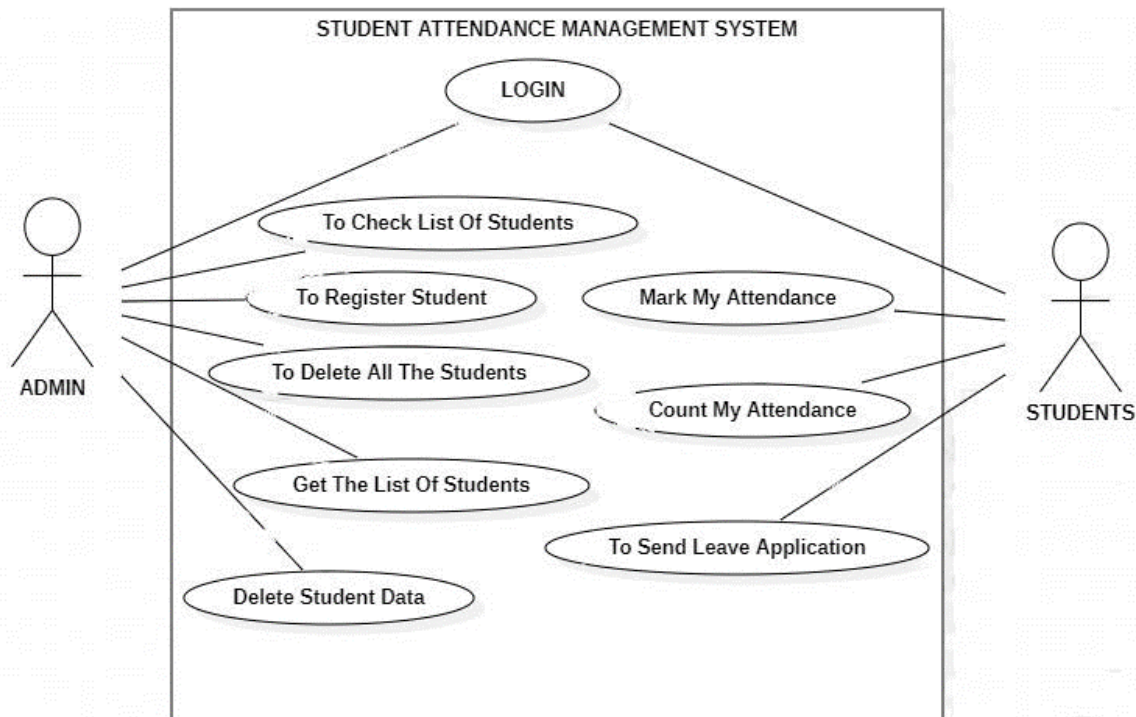 STUDENT ATTENDANCE MANAGEMENT SYSTEM
LOGIN
To Check List Of Students
To Register Student
Mark My Attendance
To Delete All The Students
ADMIN
Count My Attendance
STUDENTS
Get The List Of Students
To Send Leave Application
Delete Student Data